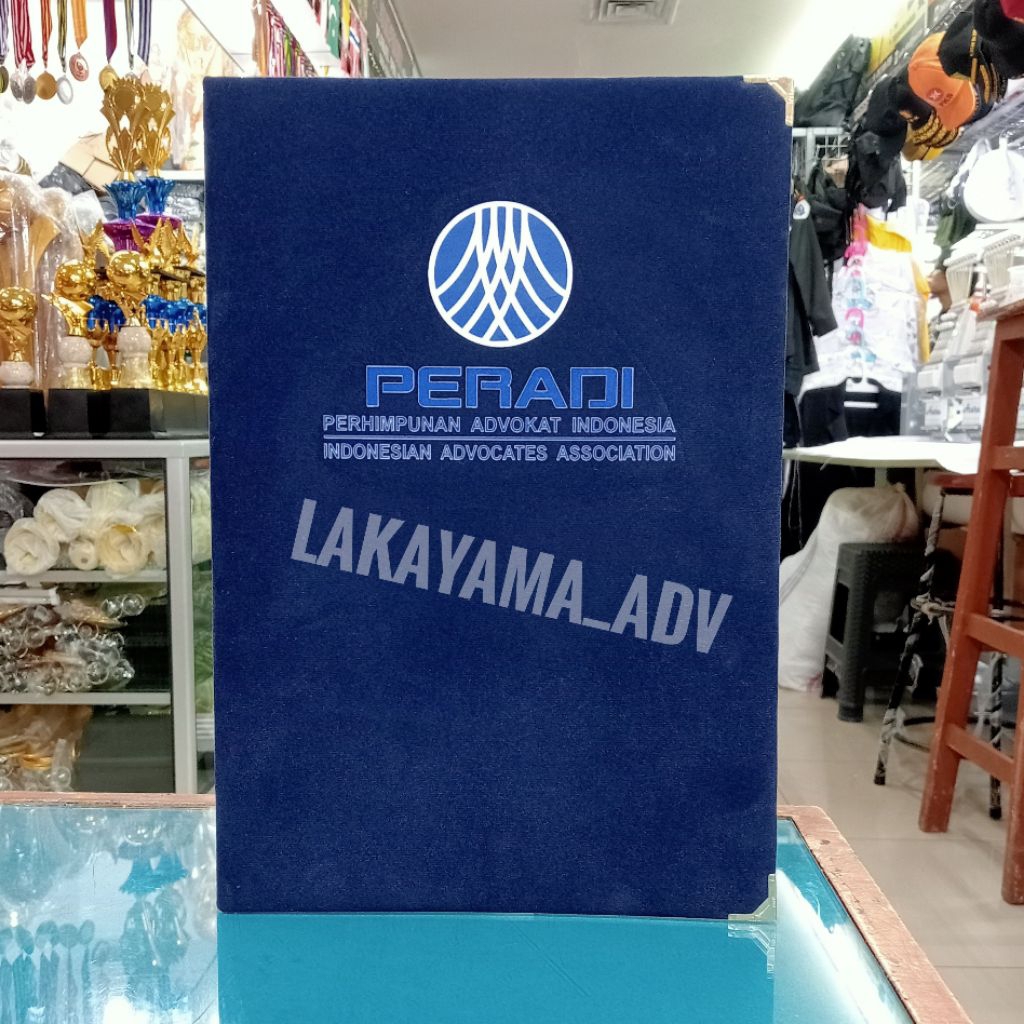 PERADI
PERHIMPUNAN ADVOKAT INDONESIA
INDONESIAN ADVOCATES ASSOCIATION
LAKAYAMA_ADV